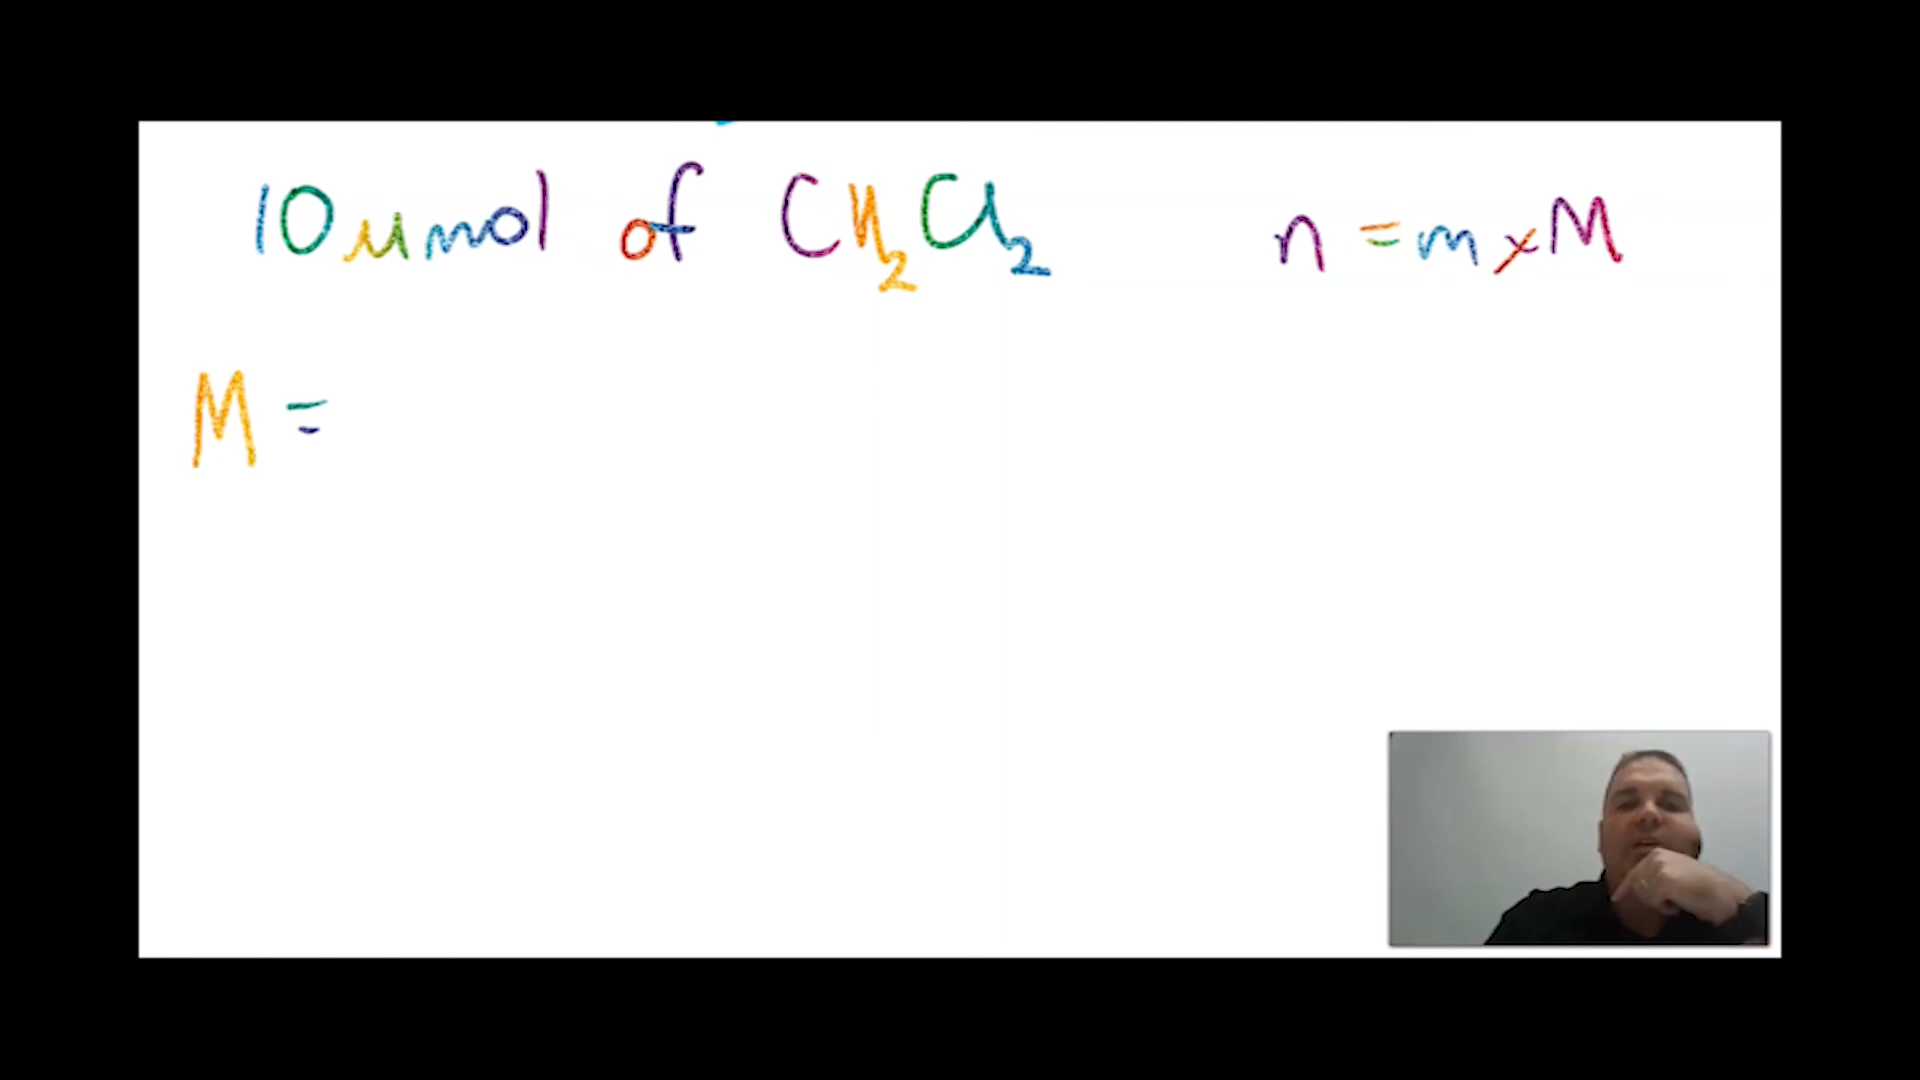 10 μmol of CH₂Cl₂ n = m x M
M =